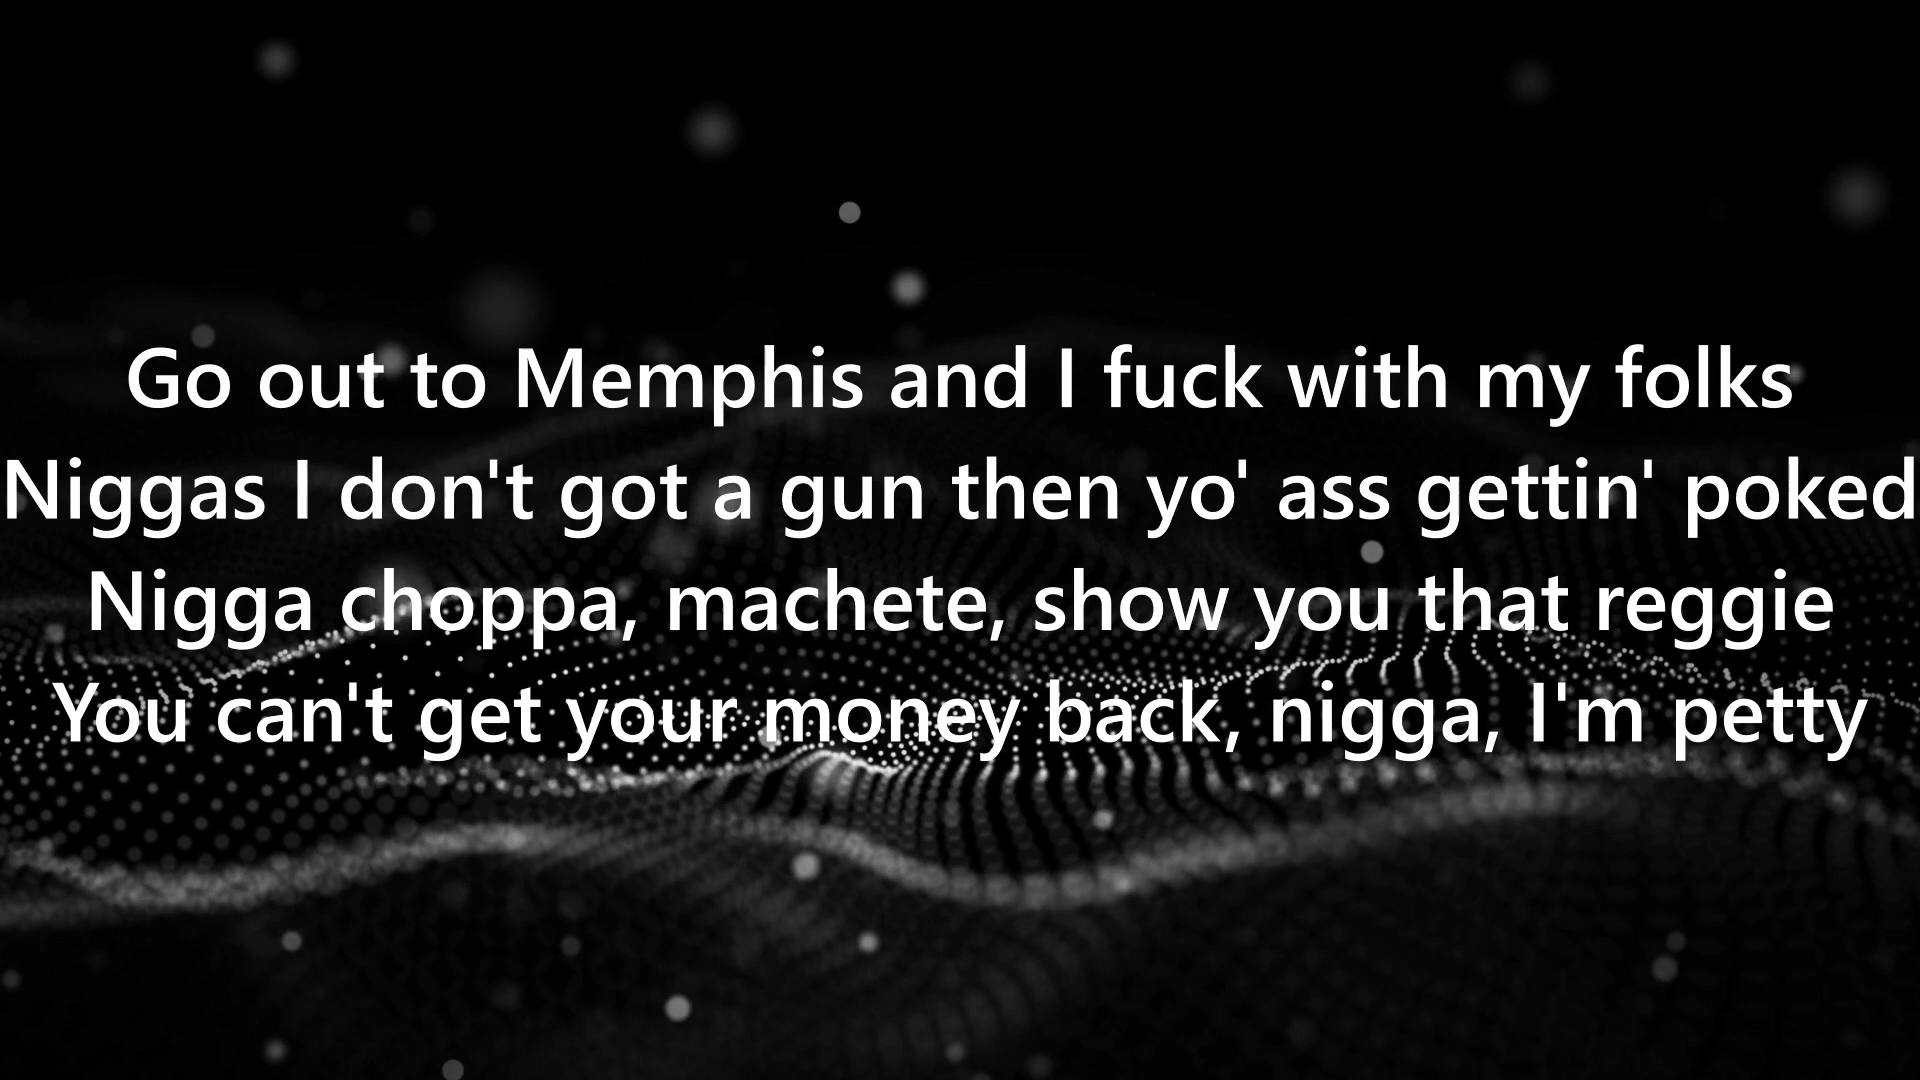 Go out to Memphis and I fuck with my folks
Niggas I don't got a gun then yo' ass gettin' poked
Nigga choppa, machete, show you that reggie
You can't get your money back, nigga, I'm petty